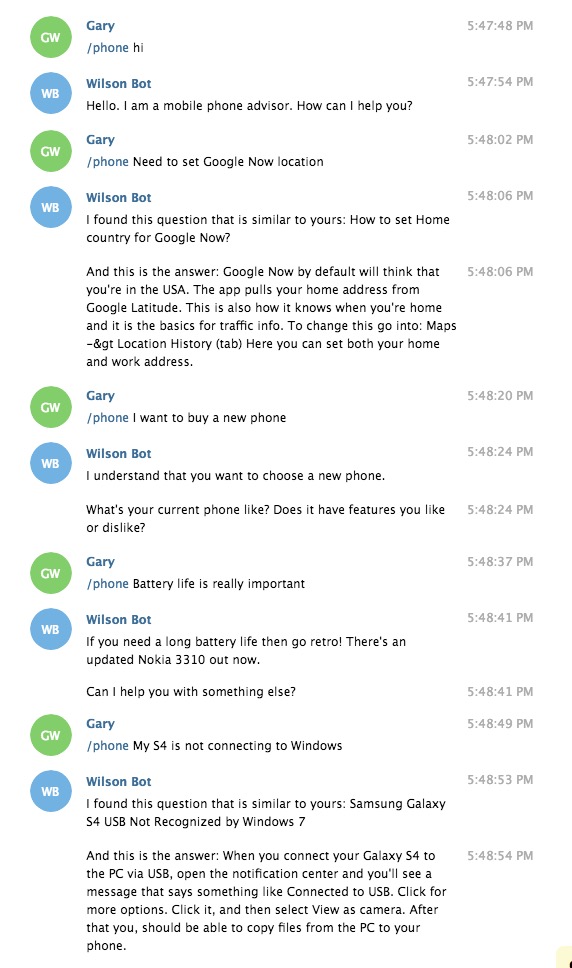 Gary 5:47:48 PM
GW
/phone hi
Wilson Bot 5:47:54 PM
WB
Hello. I am a mobile phone advisor. How can I help you?
Gary 5:48:02 PM
GW
/phone Need to set Google Now location
Wilson Bot 5:48:06 PM
WB
I found this question that is similar to yours: How to set Home
country for Google Now?
And this is the answer: Google Now by default will think that 5:48:06 PM
you're in the USA. The app pulls your home address from
Google Latitude. This is also how it knows when you're home
and it is the basics for traffic info. To change this go into: Maps
-&gt Location History (tab) Here you can set both your home
and work address.
Gary 5:48:20 PM
GW
/phone I want to buy a new phone
Wilson Bot 5:48:24 PM
WB
I understand that you want to choose a new phone.
What's your current phone like? Does it have features you like 5:48:24 PM
or dislike?
Gary 5:48:37 PM
GW
/phone Battery life is really important
Wilson Bot 5:48:41 PM
WB
If you need a long battery life then go retro! There's an
updated Nokia 3310 out now.
Can I help you with something else? 5:48:41 PM
Gary 5:48:49 PM
GW
/phone My S4 is not connecting to Windows
Wilson Bot 5:48:53 PM
WB
I found this question that is similar to yours: Samsung Galaxy
S4 USB Not Recognized by Windows 7
And this is the answer: When you connect your Galaxy S4 to 5:48:54 PM
the PC via USB, open the notification center and you'll see a
message that says something like Connected to USB. Click for
more options. Click it, and then select View as camera. After
that you, should be able to copy files from the PC to your
phone.